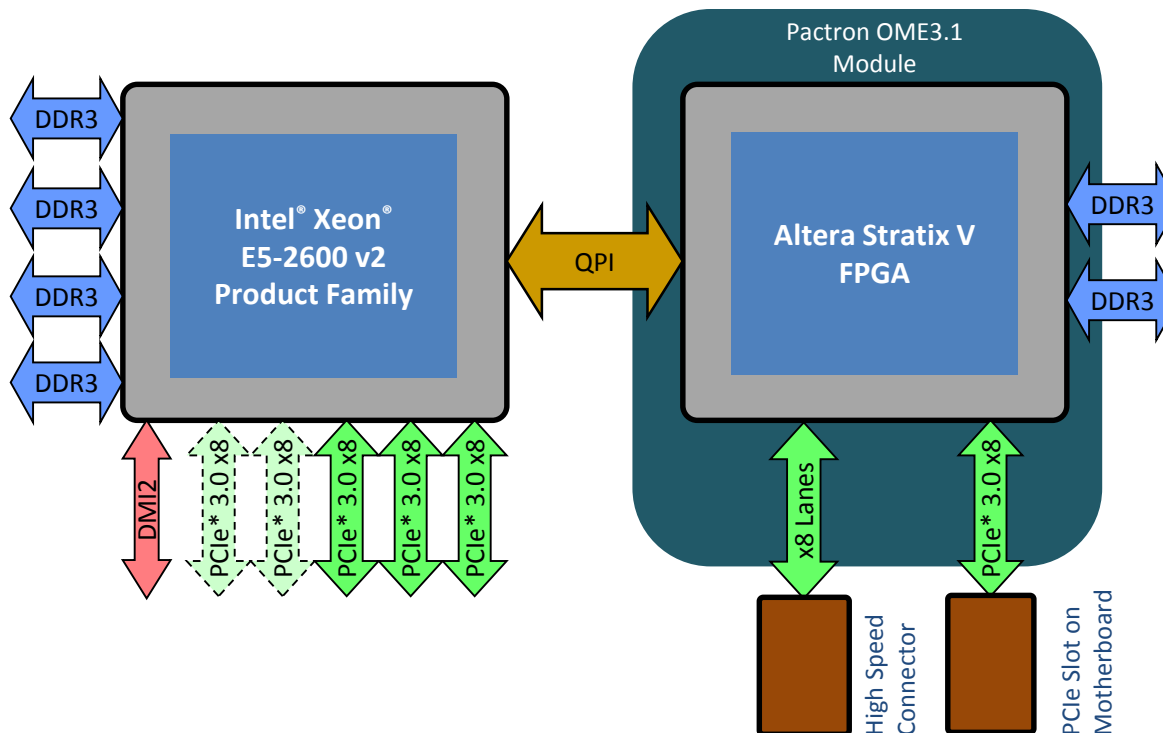 Pactron OME3.1
Module
DDR3
DDR3
DDR3
DDR3
Intel® Xeon®
E5-2600 v2
Product Family
QPI
Altera Stratix V
FPGA
DDR3
DDR3
DMI2
PCIe* 3.0 x8
PCIe* 3.0 x8
PCIe* 3.0 x8
PCIe* 3.0 x8
PCIe* 3.0 x8
x8 Lanes
PCIe* 3.0 x8
High Speed
Connector
PCIe Slot on
Motherboard